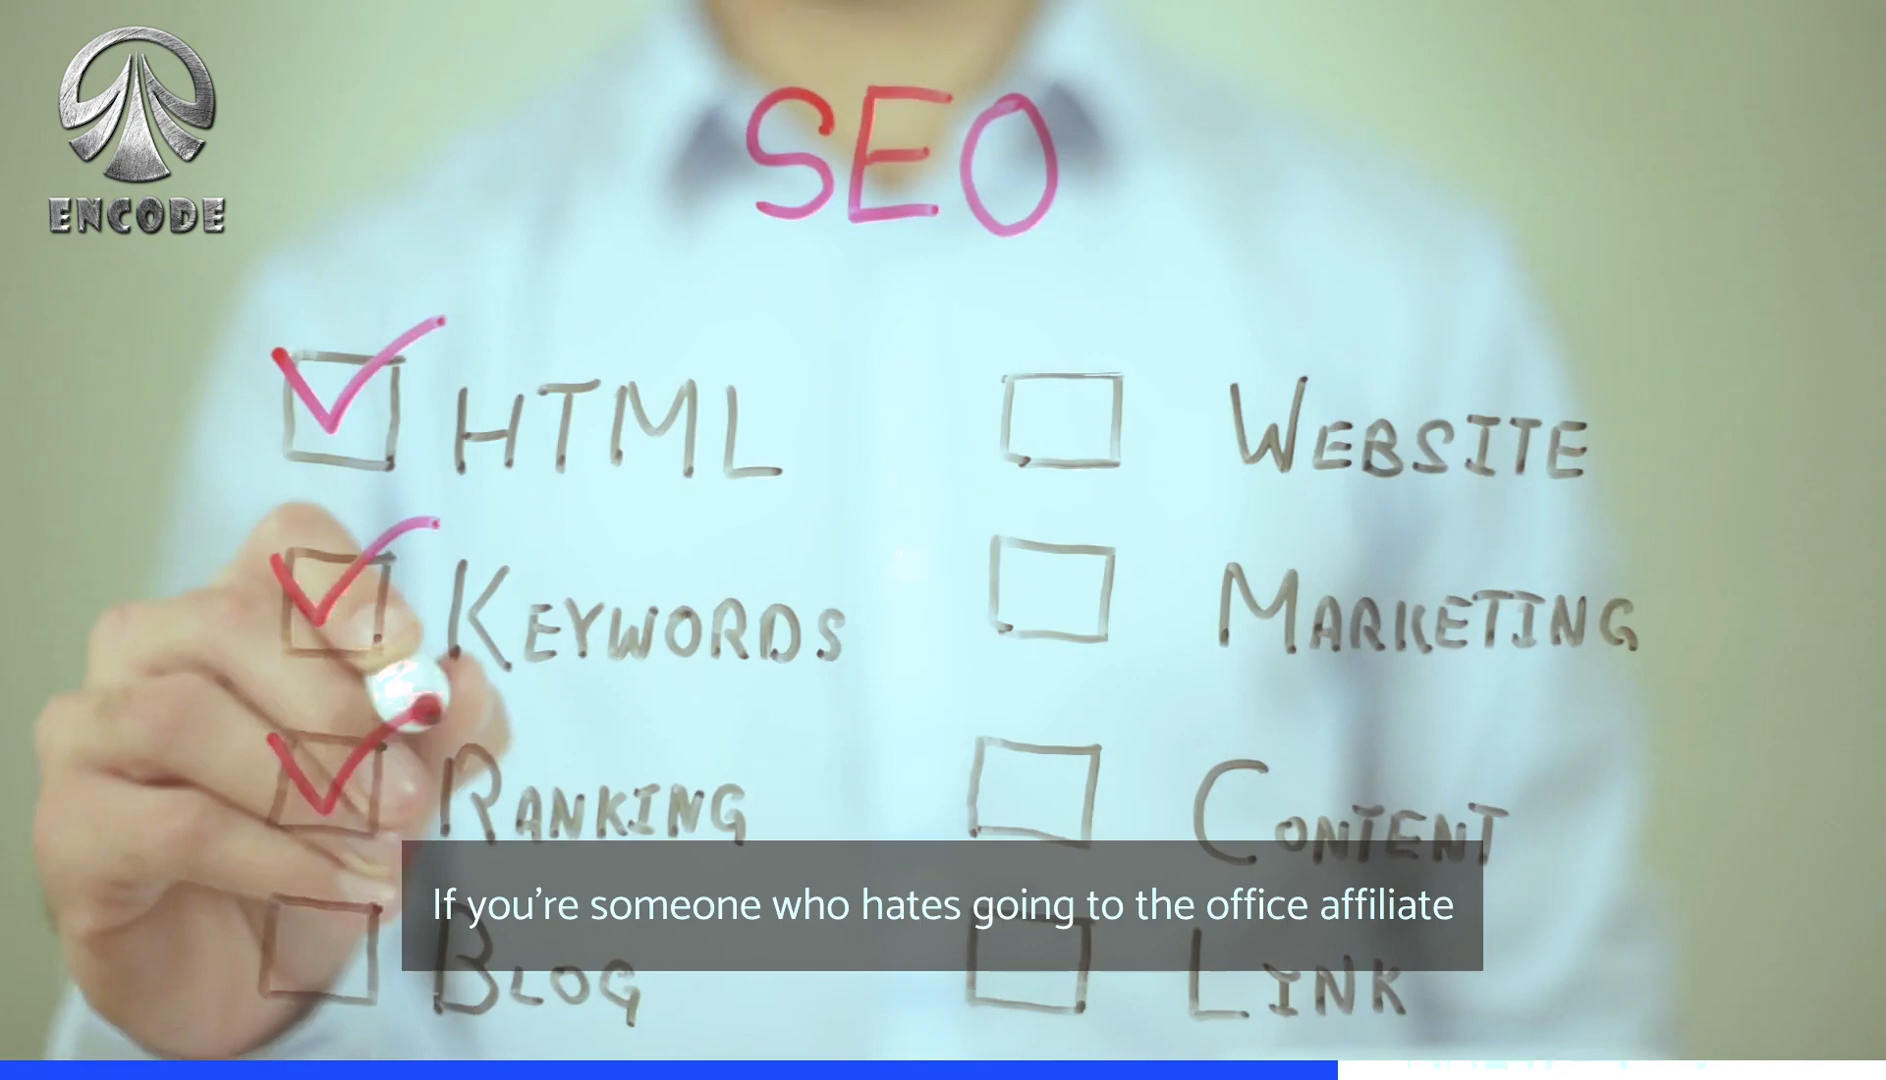 ENCODE
SEO
HTML
WEBSITE
KEYWORDS
MARKETING
RANKING
CONTENT
If you're someone who hates going to the office affiliate
BLOG
LINK